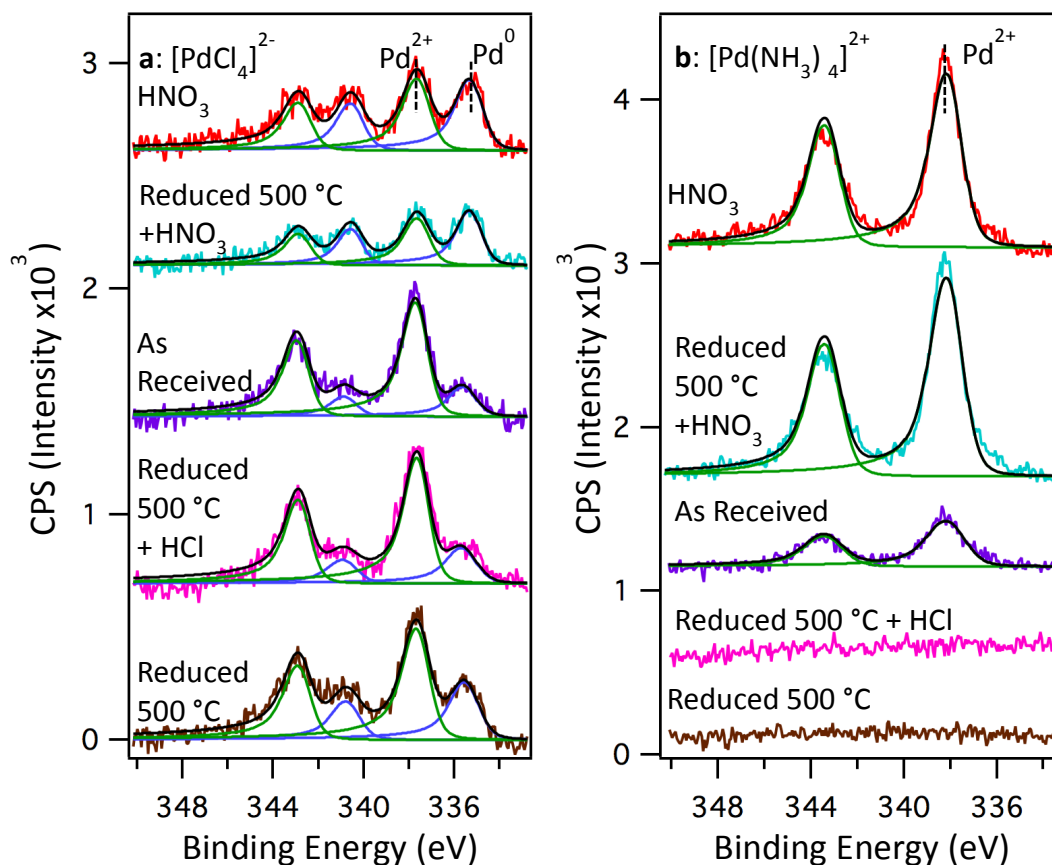 a: [PdCl4]2-
HNO3
Pd2+
Pd0
Reduced 500 °C
+HNO3
As
Received
Reduced
500 °C
+ HCl
Reduced
500 °C
3
2
1
0
CPS (Intensity x10 3)
348
344
340
336
Binding Energy (eV)
b: [Pd(NH3) 4]2+
Pd2+
HNO3
Reduced
500 °C
+HNO3
As Received
Reduced 500 °C + HCl
Reduced 500 °C
4
3
2
1
0
CPS (Intensity x10 3)
348
344
340
336
Binding Energy (eV)